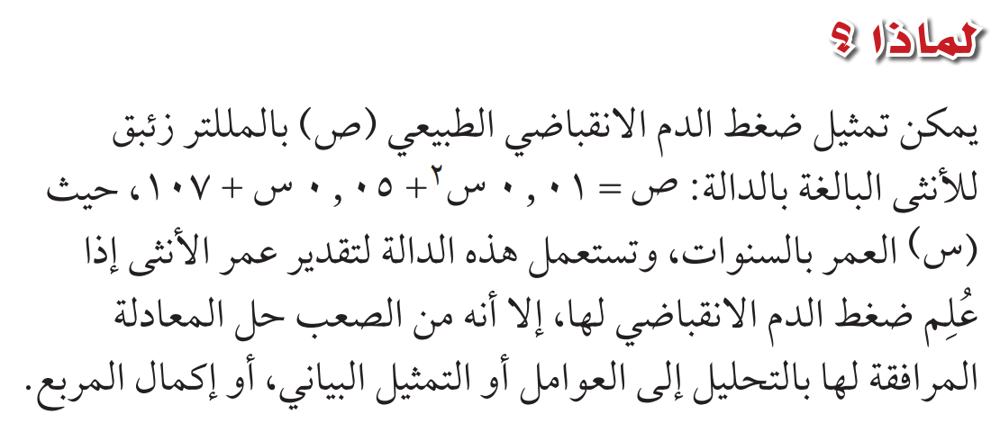 لماذا ؟
يمكن تمثيل ضغط الدم الانقباضي الطبيعي (ص) بالمللتر زئبق
للأنثى البالغة بالدالة: ص = ٠,٠١ س٢ + ٠,٠٥ س + ١٠٧، حيث
(س) العمر بالسنوات، وتستعمل هذه الدالة لتقدير عمر الأنثى إذا
عُلِم ضغط الدم الانقباضي لها، إلا أنه من الصعب حل المعادلة
المرافقة لها بالتحليل إلى العوامل أو التمثيل البياني، أو إكمال المربع.